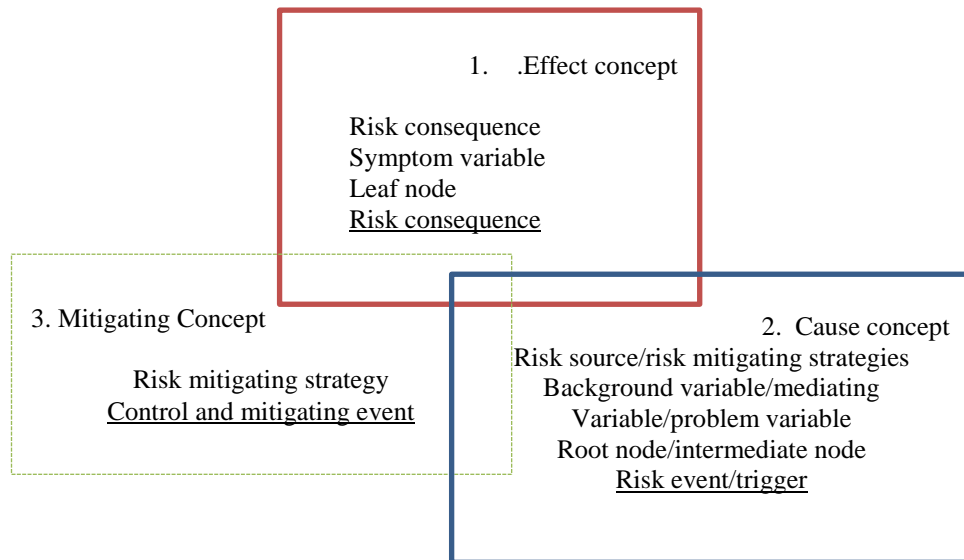 1. .Effect concept
Risk consequence
Symptom variable
Leaf node
Risk consequence
3. Mitigating Concept
Risk mitigating strategy
Control and mitigating event
2. Cause concept
Risk source/risk mitigating strategies
Background variable/mediating
Variable/problem variable
Root node/intermediate node
Risk event/trigger